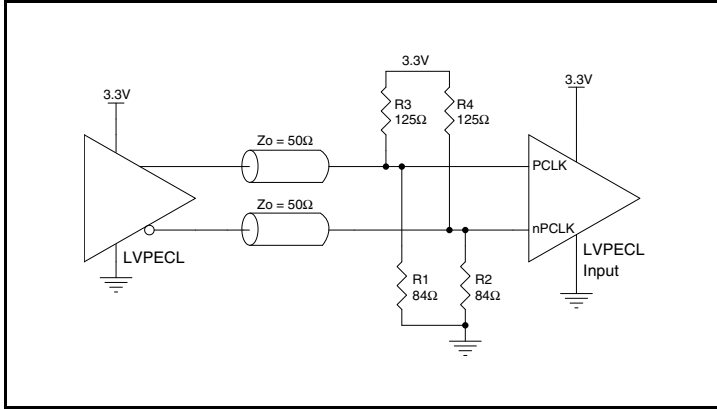 3.3V
3.3V
3.3V
R3
125Ω
R4
125Ω
Zo = 50Ω
PCLK
Zo = 50Ω
nPCLK
LVPECL
LVPECL
Input
R1
84Ω
R2
84Ω